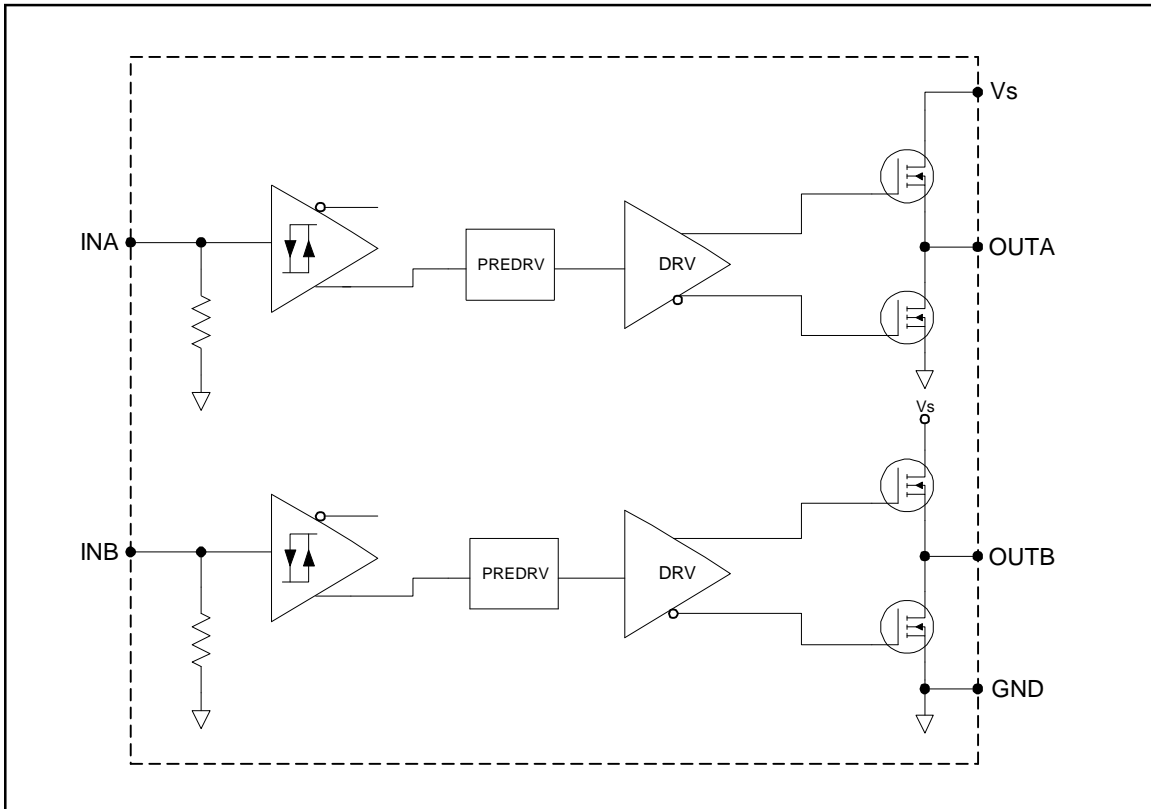 Vs
INA
PREDRV
DRV
OUTA
Vs
INB
PREDRV
DRV
OUTB
GND